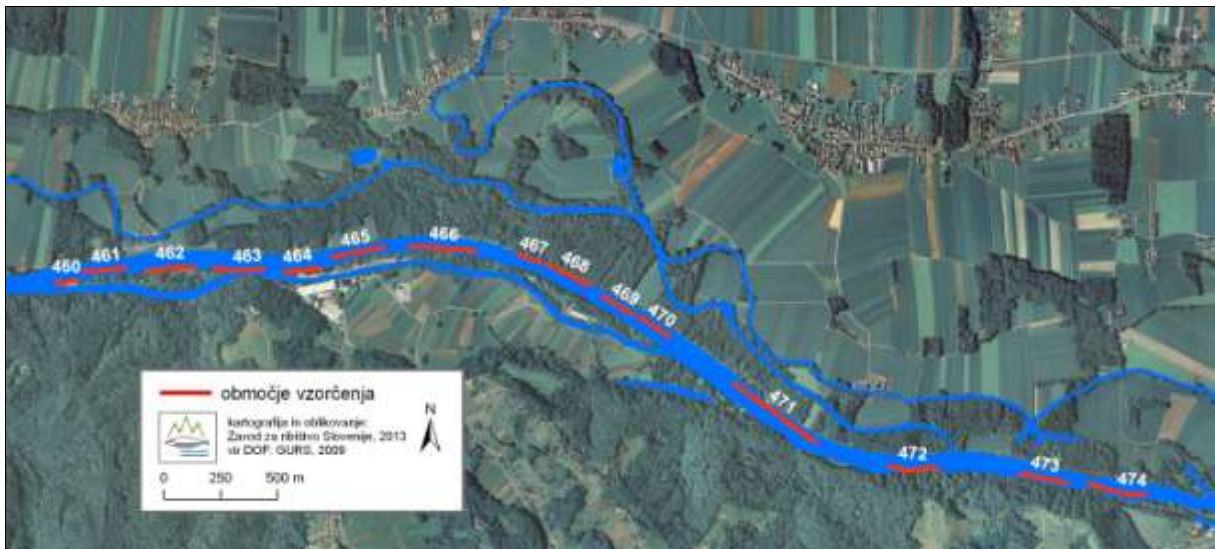 460 461 462 463 464 465 466 467 468 469 470 471 472 473 474
območje vzorčenja
kartografija in oblikovanje:
Zavod za ribištvo Slovenije, 2013
vir DOF: GURS, 2009
N
0 250 500 m